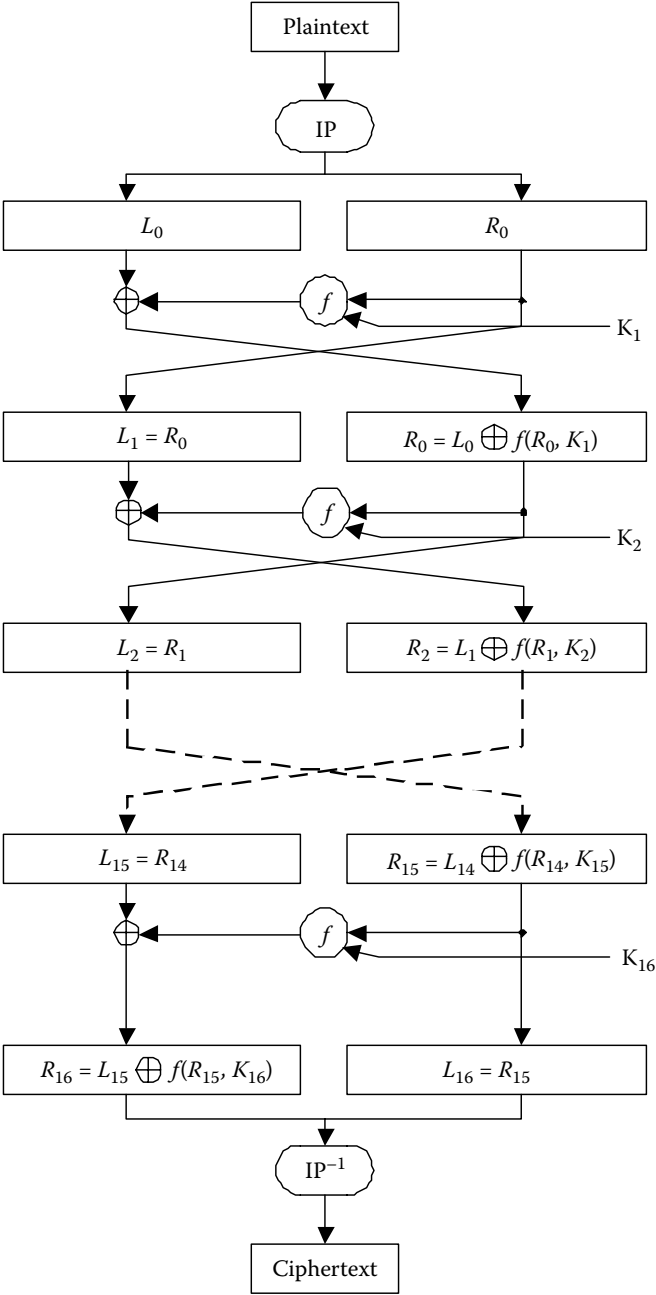 Plaintext
IP
L₀
R₀
f
K₁
L₁ = R₀
R₀ = L₀ ⊕ f(R₀, K₁)
f
K₂
L₂ = R₁
R₂ = L₁ ⊕ f(R₁, K₂)
L₁₅ = R₁₄
R₁₅ = L₁₄ ⊕ f(R₁₄, K₁₅)
f
K₁₆
R₁₆ = L₁₅ ⊕ f(R₁₅, K₁₆)
L₁₆ = R₁₅
IP⁻¹
Ciphertext